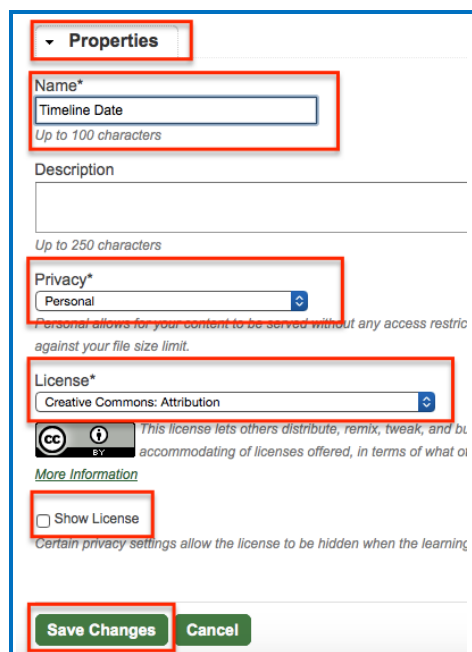 Properties
Name*
Timeline Date
Up to 100 characters
Description
Up to 250 characters
Privacy*
Personal
Personal allows for your content to be served without any access restric
against your file size limit.
License*
Creative Commons: Attribution
cc BY This license lets others distribute, remix, tweak, and bu
accommodating of licenses offered, in terms of what of
More Information
Show License
Certain privacy settings allow the license to be hidden when the learning
Save Changes Cancel